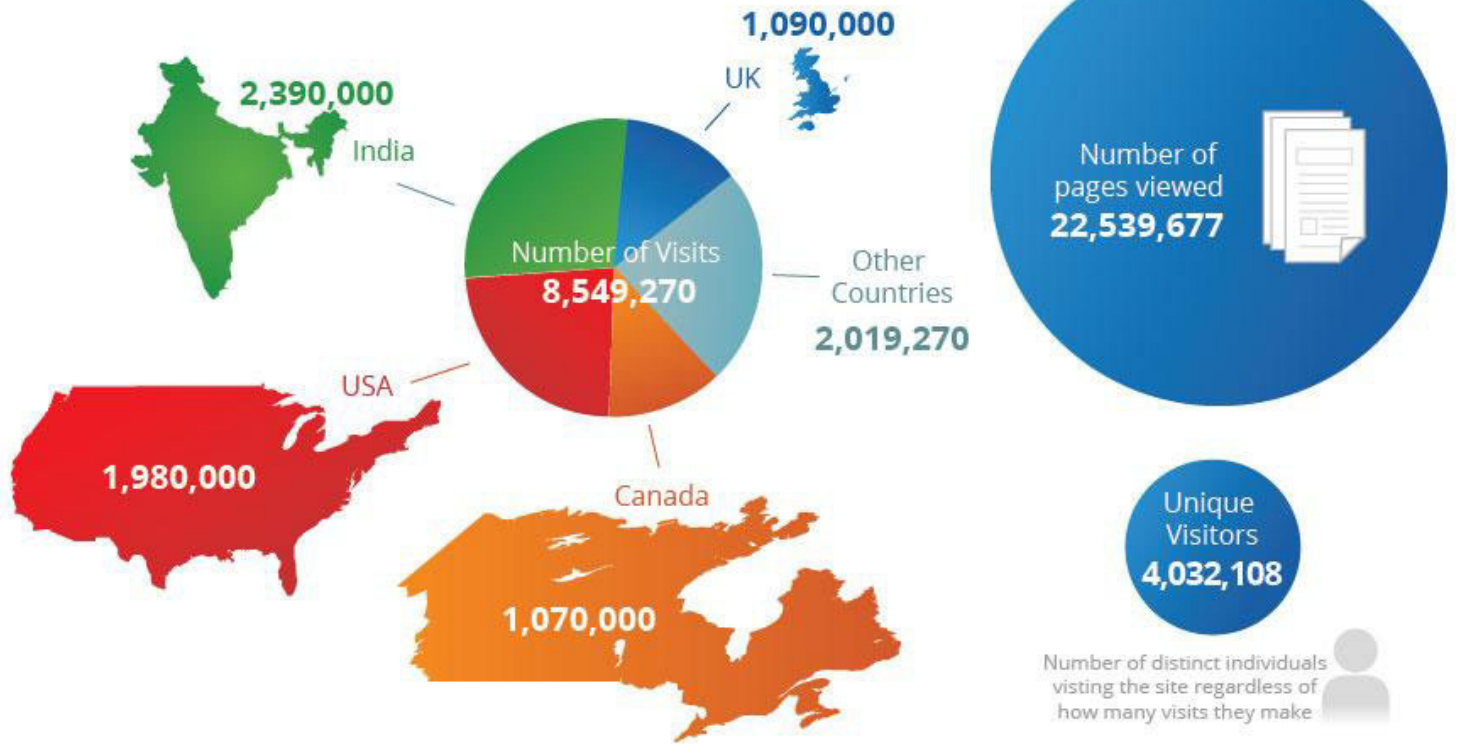 1,090,000
UK
2,390,000
India
Number of Visits
8,549,270
Other
Countries
2,019,270
USA
1,980,000
Canada
1,070,000
Number of
pages viewed
22,539,677
Unique
Visitors
4,032,108
Number of distinct individuals
visting the site regardless of
how many visits they make